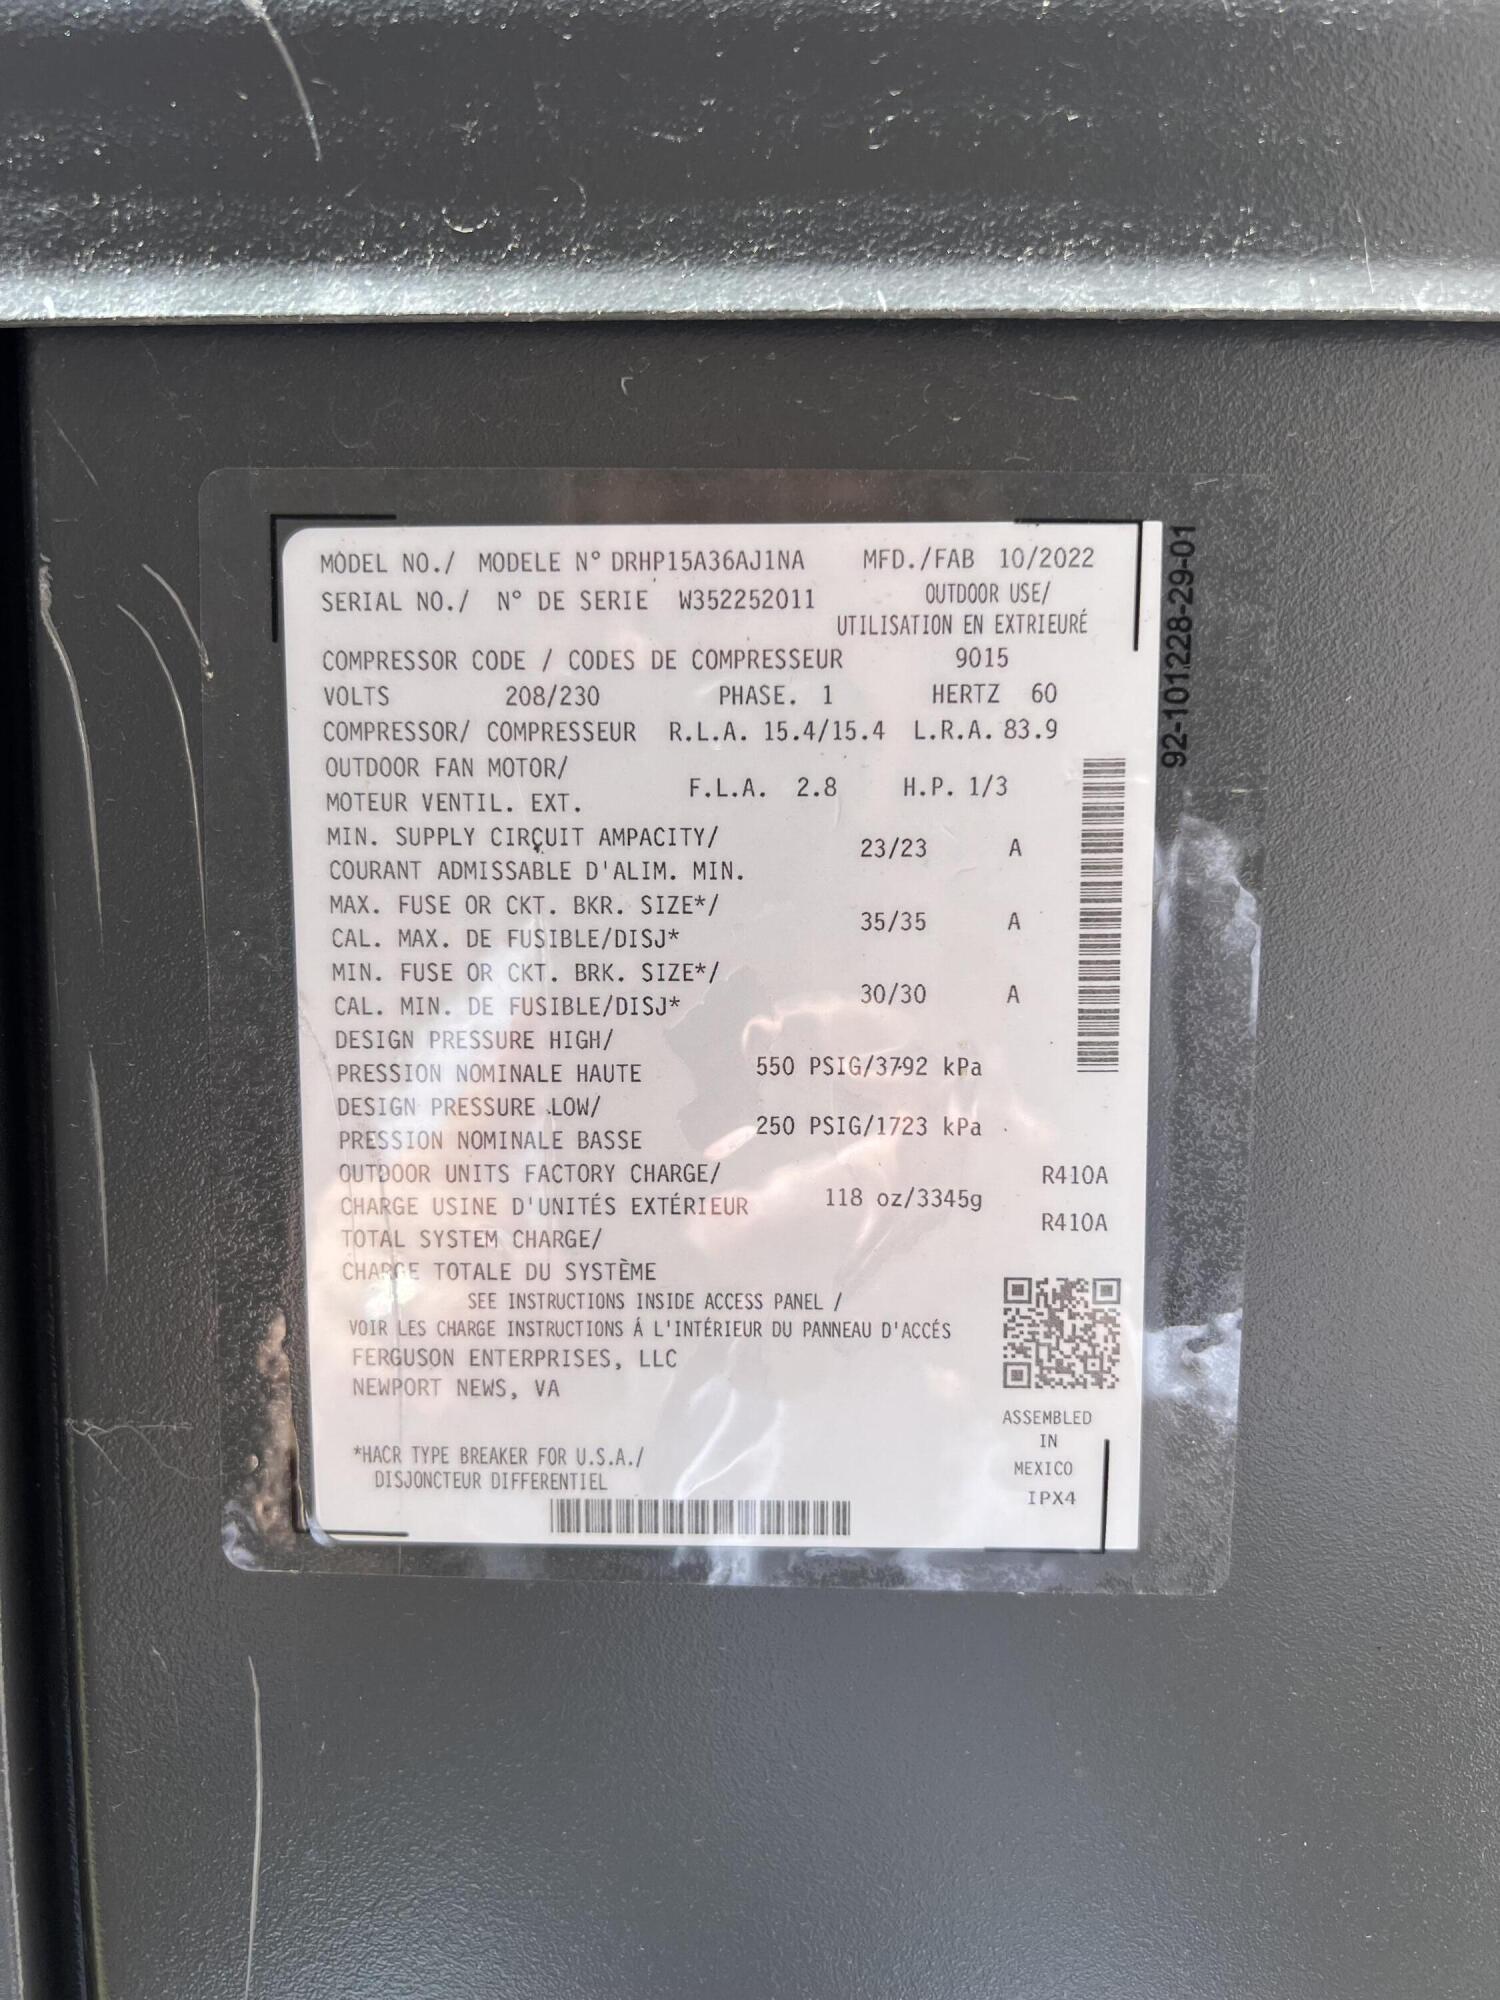 MODEL NO./ MODELE N° DRHP15A36AJ1NA MFD./FAB 10/2022
SERIAL NO./ N° DE SERIE W352252011 OUTDOOR USE/
UTILISATION EN EXTRIEURÉ
COMPRESSOR CODE / CODES DE COMPRESSEUR 9015
VOLTS 208/230 PHASE. 1 HERTZ 60
COMPRESSOR/ COMPRESSEUR R.L.A. 15.4/15.4 L.R.A. 83.9
OUTDOOR FAN MOTOR/
MOTEUR VENTIL. EXT. F.L.A. 2.8 H.P. 1/3
MIN. SUPPLY CIRCUIT AMPACITY/
COURANT ADMISSABLE D'ALIM. MIN. 23/23 A
MAX. FUSE OR CKT. BKR. SIZE*/
CAL. MAX. DE FUSIBLE/DISJ* 35/35 A
MIN. FUSE OR CKT. BRK. SIZE*/
CAL. MIN. DE FUSIBLE/DISJ* 30/30 A
DESIGN PRESSURE HIGH/
PRESSION NOMINALE HAUTE 550 PSIG/3792 kPa
DESIGN PRESSURE LOW/
PRESSION NOMINALE BASSE 250 PSIG/1723 kPa
OUTDOOR UNITS FACTORY CHARGE/ R410A
CHARGE USINE D'UNITÉS EXTÉRIEUR 118 oz/3345g
TOTAL SYSTEM CHARGE/ R410A
CHARGE TOTALE DU SYSTÈME
SEE INSTRUCTIONS INSIDE ACCESS PANEL /
VOIR LES CHARGE INSTRUCTIONS Á L'INTÉRIEUR DU PANNEAU D'ACCÉS
FERGUSON ENTERPRISES, LLC
NEWPORT NEWS, VA
*HACR TYPE BREAKER FOR U.S.A./
DISJONCTEUR DIFFERENTIEL
ASSEMBLED
IN
MEXICO
IPX4
92-101228-29-01